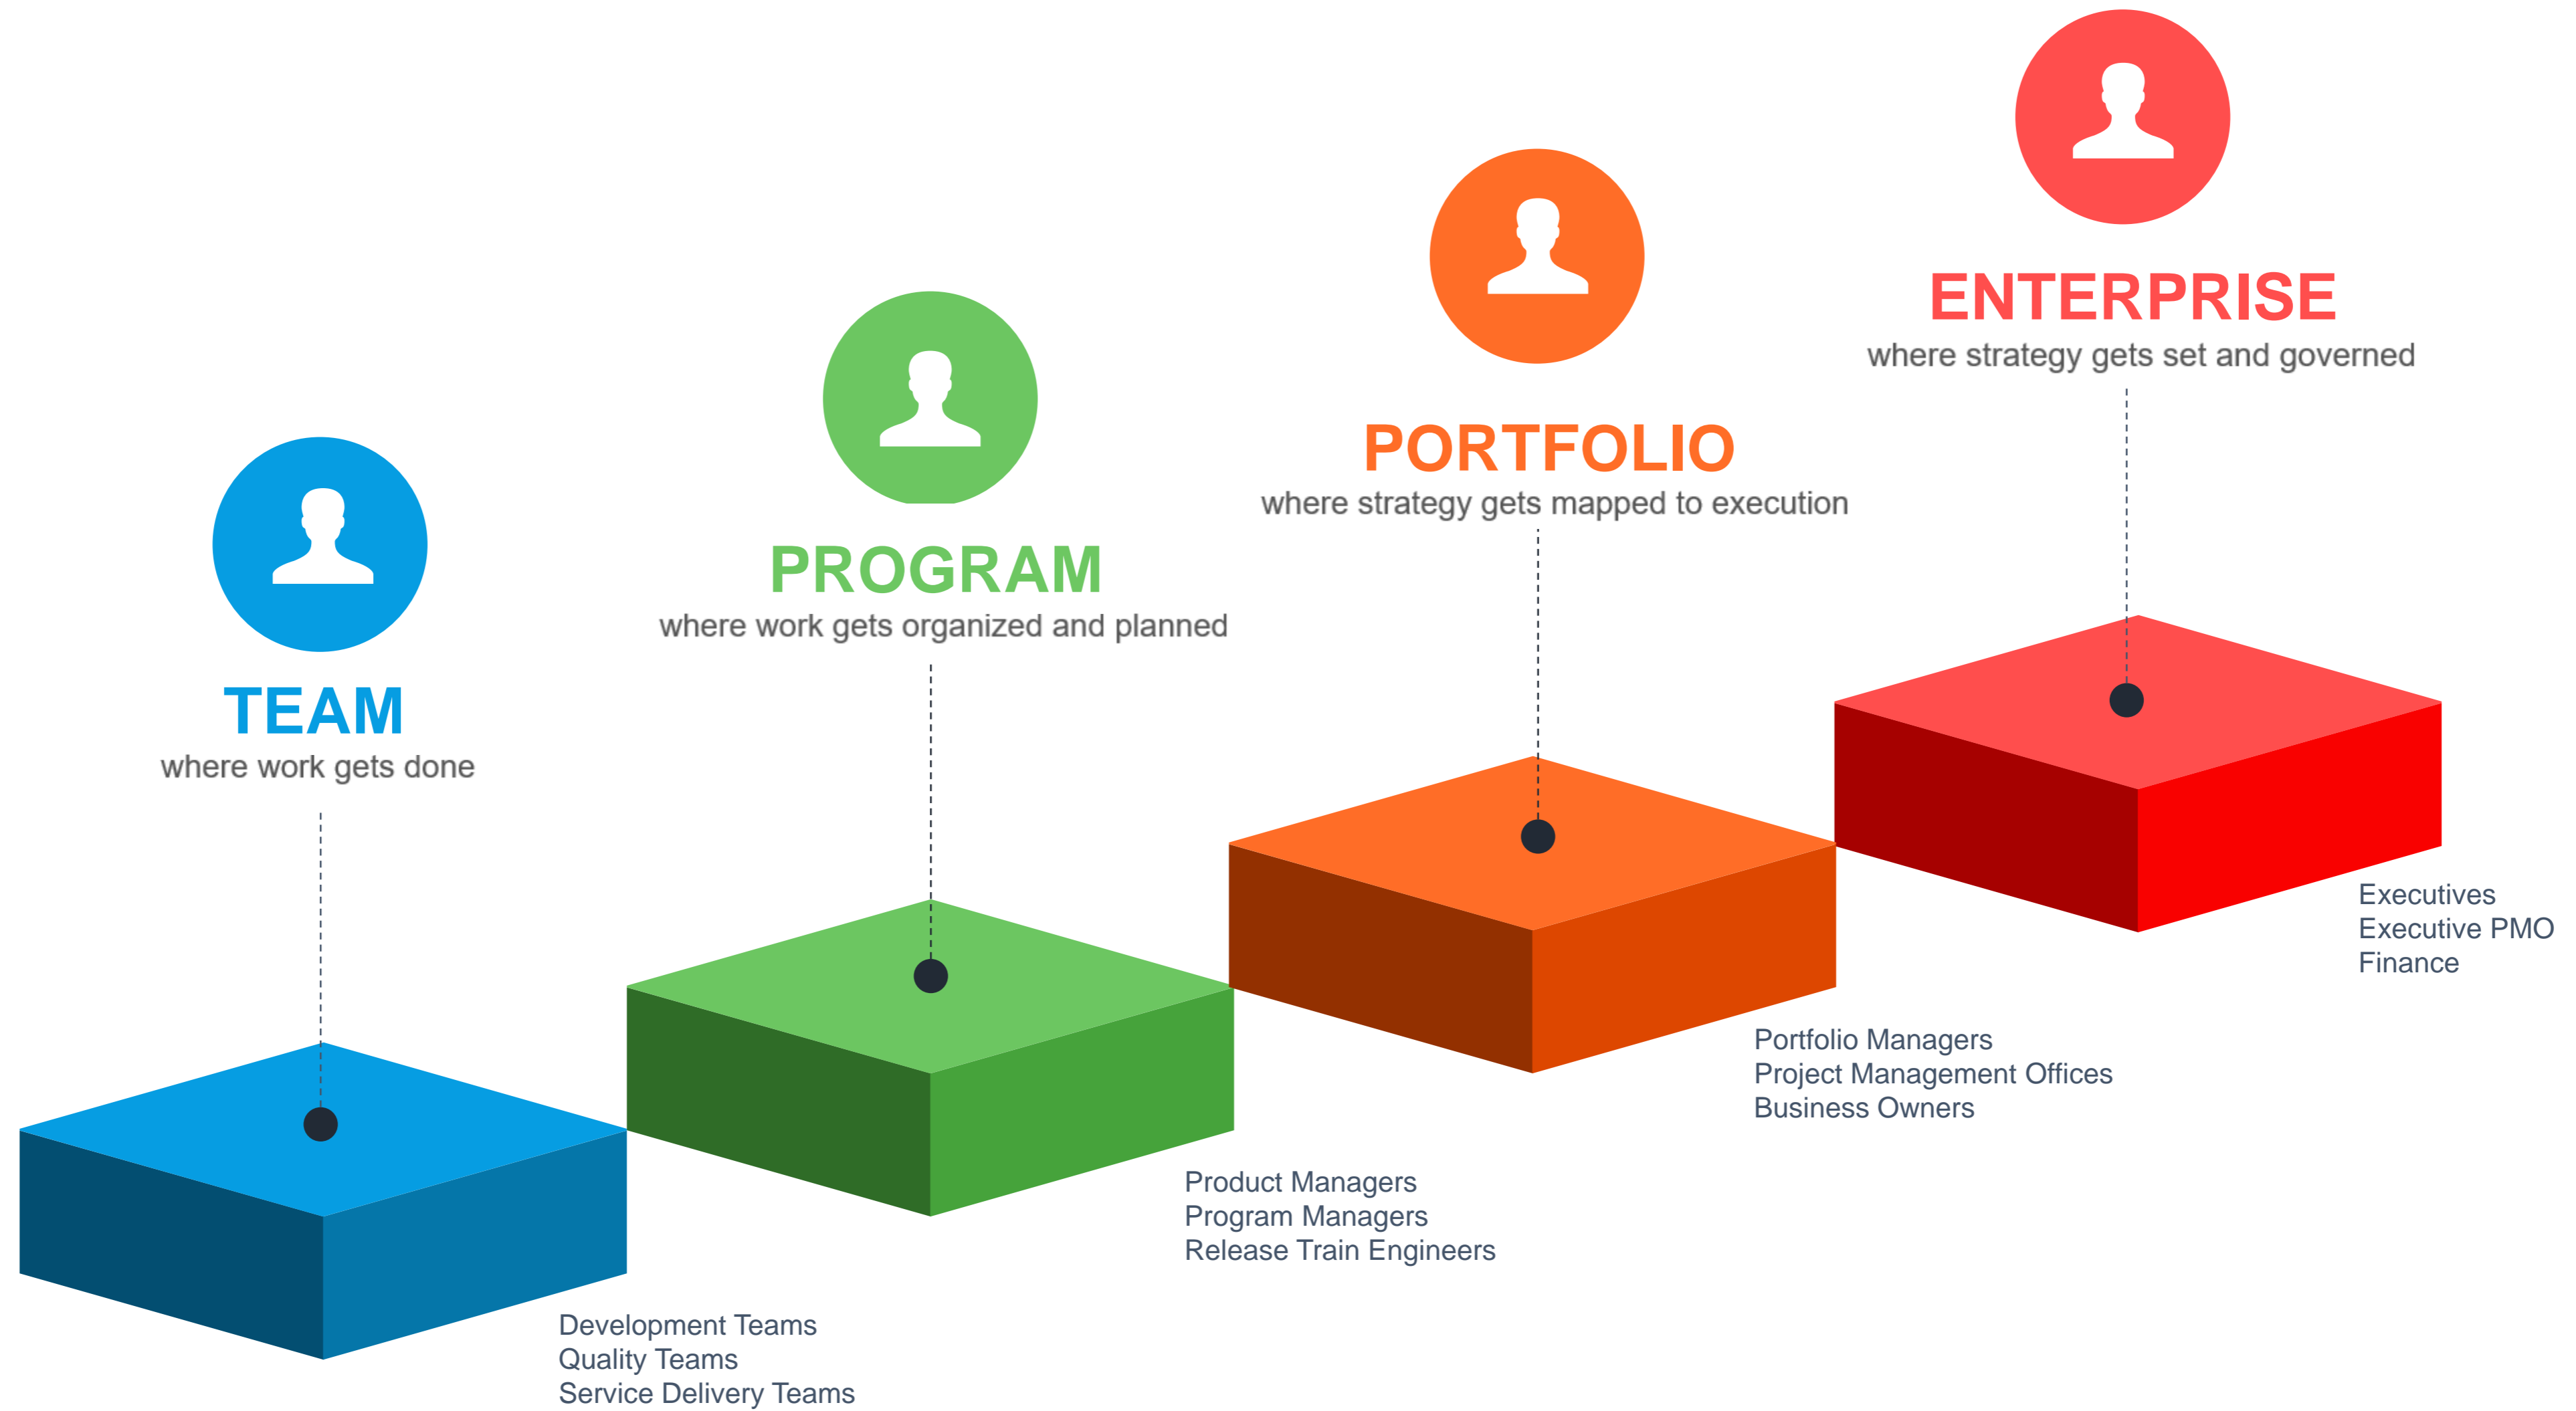 TEAM
where work gets done
Development Teams
Quality Teams
Service Delivery Teams
PROGRAM
where work gets organized and planned
Product Managers
Program Managers
Release Train Engineers
PORTFOLIO
where strategy gets mapped to execution
Portfolio Managers
Project Management Offices
Business Owners
ENTERPRISE
where strategy gets set and governed
Executives
Executive PMO
Finance